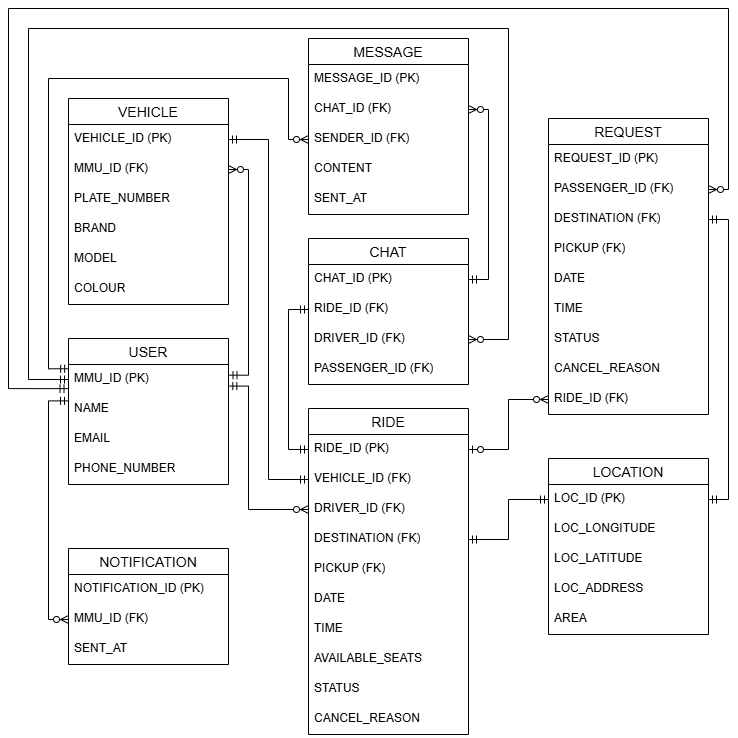 VEHICLE
VEHICLE_ID (PK)
MMU_ID (FK)
PLATE_NUMBER
BRAND
MODEL
COLOUR
USER
MMU_ID (PK)
NAME
EMAIL
PHONE_NUMBER
NOTIFICATION
NOTIFICATION_ID (PK)
MMU_ID (FK)
SENT_AT
MESSAGE
MESSAGE_ID (PK)
CHAT_ID (FK)
SENDER_ID (FK)
CONTENT
SENT_AT
CHAT
CHAT_ID (PK)
RIDE_ID (FK)
DRIVER_ID (FK)
PASSENGER_ID (FK)
RIDE
RIDE_ID (PK)
VEHICLE_ID (FK)
DRIVER_ID (FK)
DESTINATION (FK)
PICKUP (FK)
DATE
TIME
AVAILABLE_SEATS
STATUS
CANCEL_REASON
REQUEST
REQUEST_ID (PK)
PASSENGER_ID (FK)
DESTINATION (FK)
PICKUP (FK)
DATE
TIME
STATUS
CANCEL_REASON
RIDE_ID (FK)
LOCATION
LOC_ID (PK)
LOC_LONGITUDE
LOC_LATITUDE
LOC_ADDRESS
AREA